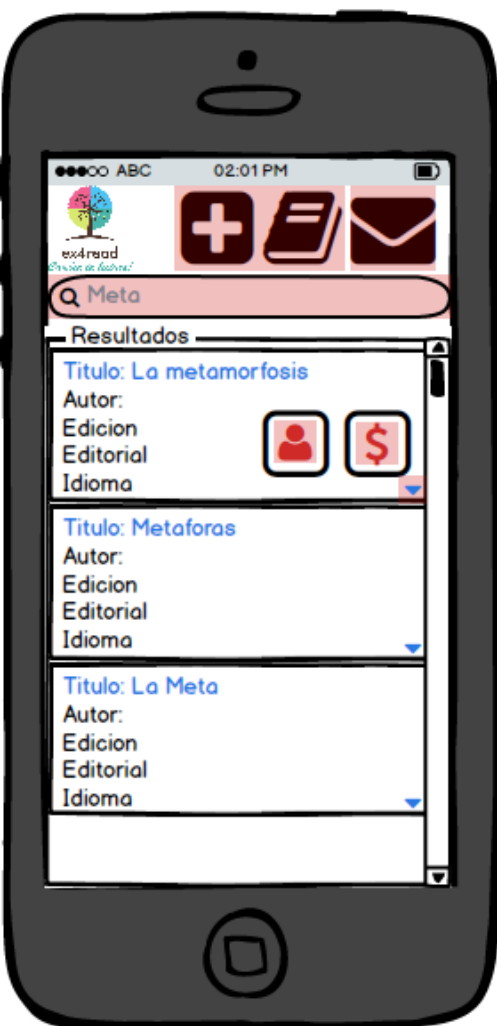 ABC 02:01 PM
ex4read
Meta
Resultados
Titulo: La metamorfosis
Autor:
Edicion
Editorial
Idioma
$
Titulo: Metaforas
Autor:
Edicion
Editorial
Idioma
Titulo: La Meta
Autor:
Edicion
Editorial
Idioma